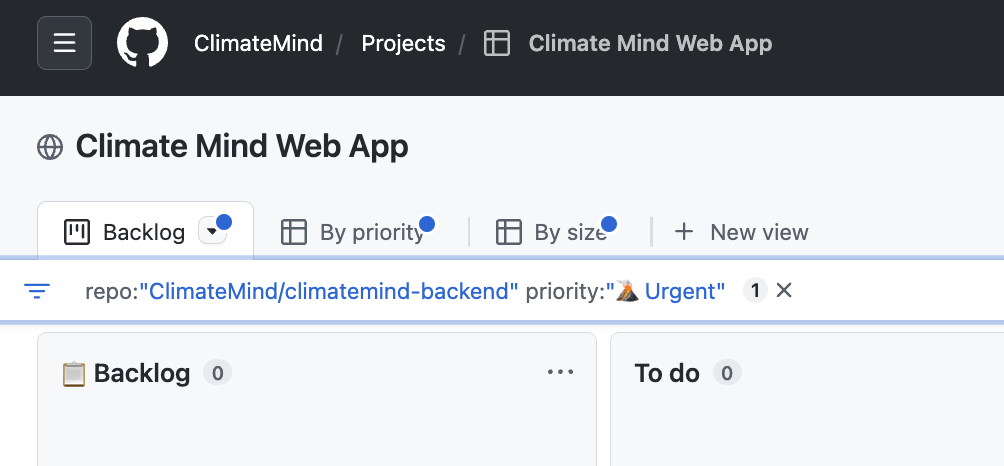 ClimateMind / Projects / Climate Mind Web App
Climate Mind Web App
Backlog By priority By size + New view
repo:"ClimateMind/climatemind-backend" priority:"🌋 Urgent" 1 ×
📋 Backlog 0 ... To do 0